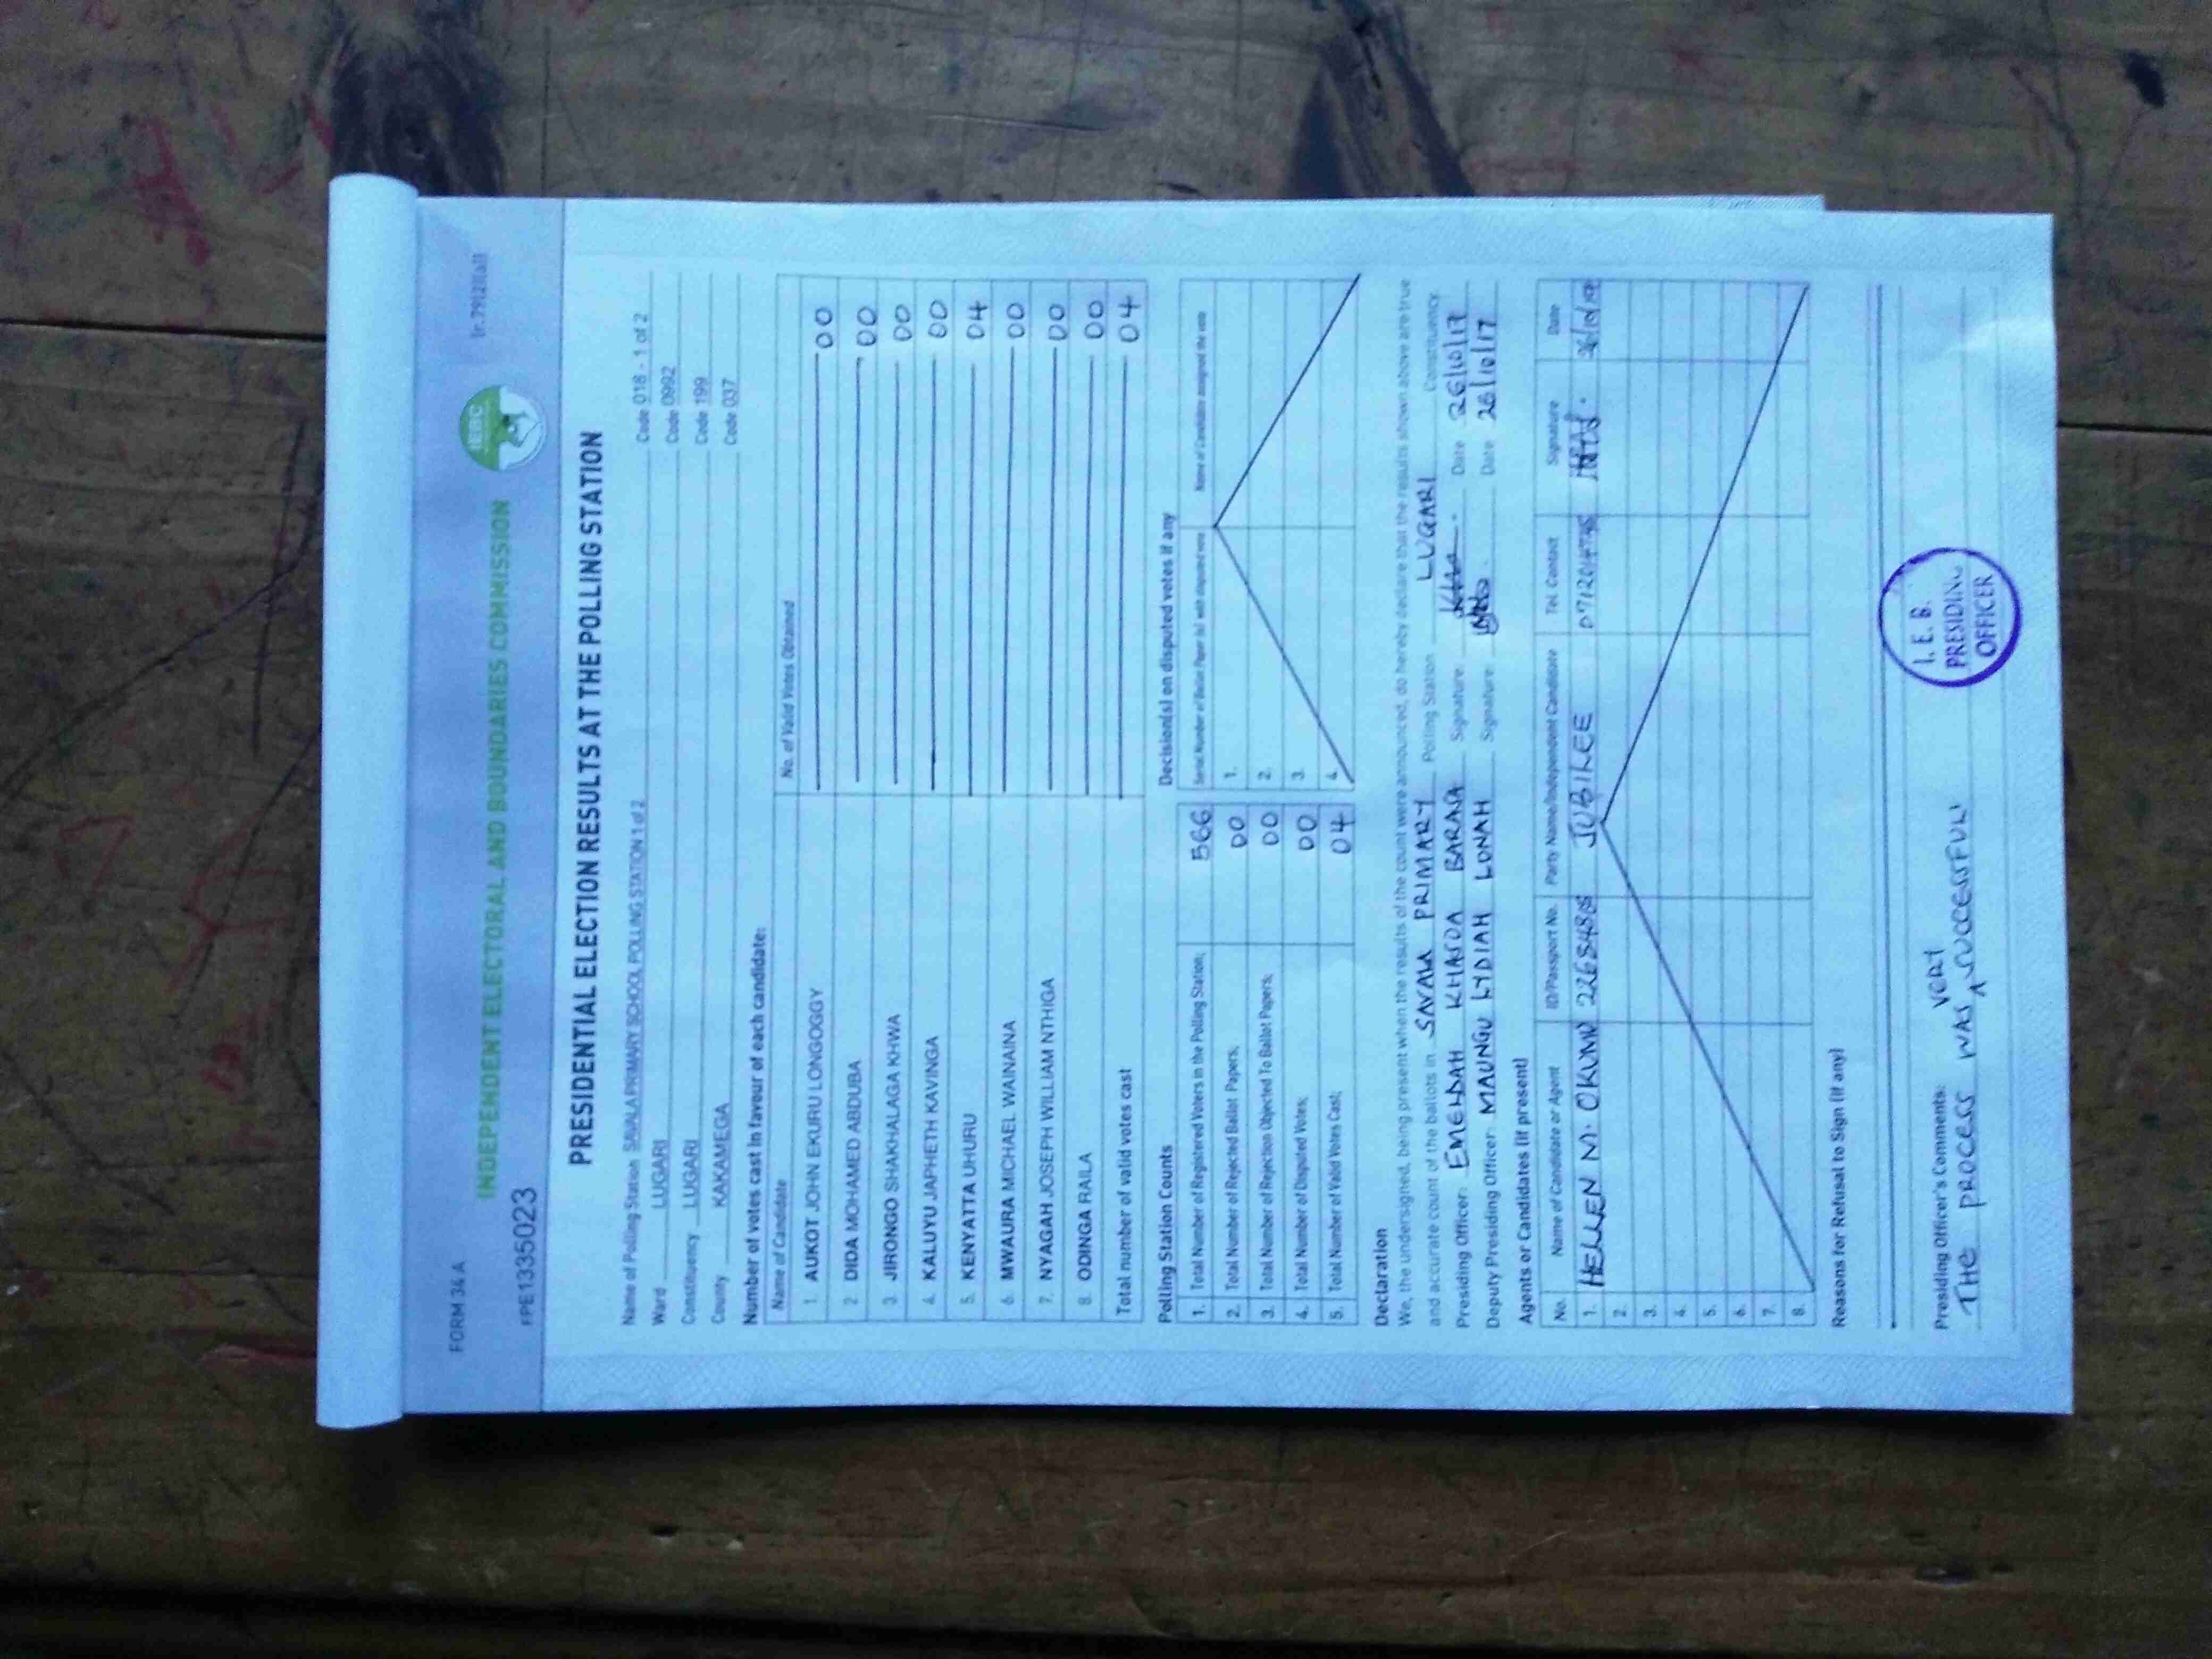 FORM 34 A
INDEPENDENT ELECTORAL AND BOUNDARIES COMMISSION
IEBC
FPE1335023
PRESIDENTIAL ELECTION RESULTS AT THE POLLING STATION
Name of Polling Station SAVALA PRIMARY SCHOOL POLLING STATION 1 of 2 Code 018 - 1 of 2
Ward LUGARI Code 0992
Constituency LUGARI Code 199
County KAKAMEGA Code 037
Number of votes cast in favour of each candidate:
Name of Candidate No. of Valid Votes Obtained
1. AUKOT JOHN EKURU LONGOGGY 00
2. DIDA MOHAMED ABDUBA 00
3. JIRONGO SHAKHALAGA KHWA 00
4. KALUYU JAPHETH KAVINGA 00
5. KENYATTA UHURU 04
6. MWAURA MICHAEL WAINAINA 00
7. NYAGAH JOSEPH WILLIAM NTHIGA 00
8. ODINGA RAILA 00
Total number of valid votes cast 04
Polling Station Counts
1. Total Number of Registered Voters in the Polling Station; 566
2. Total Number of Rejected Ballot Papers; 00
3. Total Number of Rejection Objected To Ballot Papers; 00
4. Total Number of Disputed Votes; 00
5. Total Number of Valid Votes Cast; 04
Decision(s) on disputed votes if any
Serial Number of Ballot Paper (s) with disputed vote Name of Candidate assigned the vote
1.
2.
3.
4.
Declaration
We, the undersigned, being present when the results of the count were announced, do hereby declare that the results shown above are true
and accurate count of the ballots in SAVALA PRIMARY Polling Station LUGARI Constituency.
Presiding Officer: EMELDAH KHASOA BARASA Signature: Date 26/10/17
Deputy Presiding Officer: MAUNGU LYDIAH LONAH Signature: Date 26/10/17
Agents or Candidates (if present)
No. Name of Candidate or Agent ID/Passport No. Party Name/Independent Candidate Tel. Contact Signature Date
1. HELLEN M. OKUMU JUBILEE 26/10/17
2.
3.
4.
5.
6.
7.
8.
Reasons for Refusal to Sign (if any)
Presiding Officer's Comments:
THE PROCESS WAS VERY SUCCESSFUL
I. E. B.
PRESIDING
OFFICER